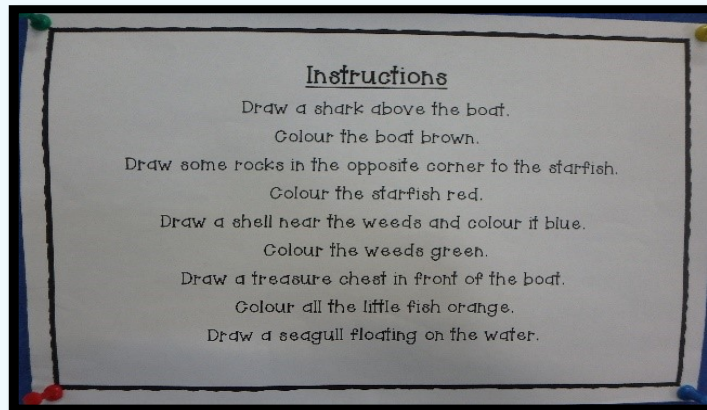 Instructions
Draw a shark above the boat.
Colour the boat brown.
Draw some rocks in the opposite corner to the starfish.
Colour the starfish red.
Draw a shell near the weeds and colour it blue.
Colour the weeds green.
Draw a treasure chest in front of the boat.
Colour all the little fish orange.
Draw a seagull floating on the water.